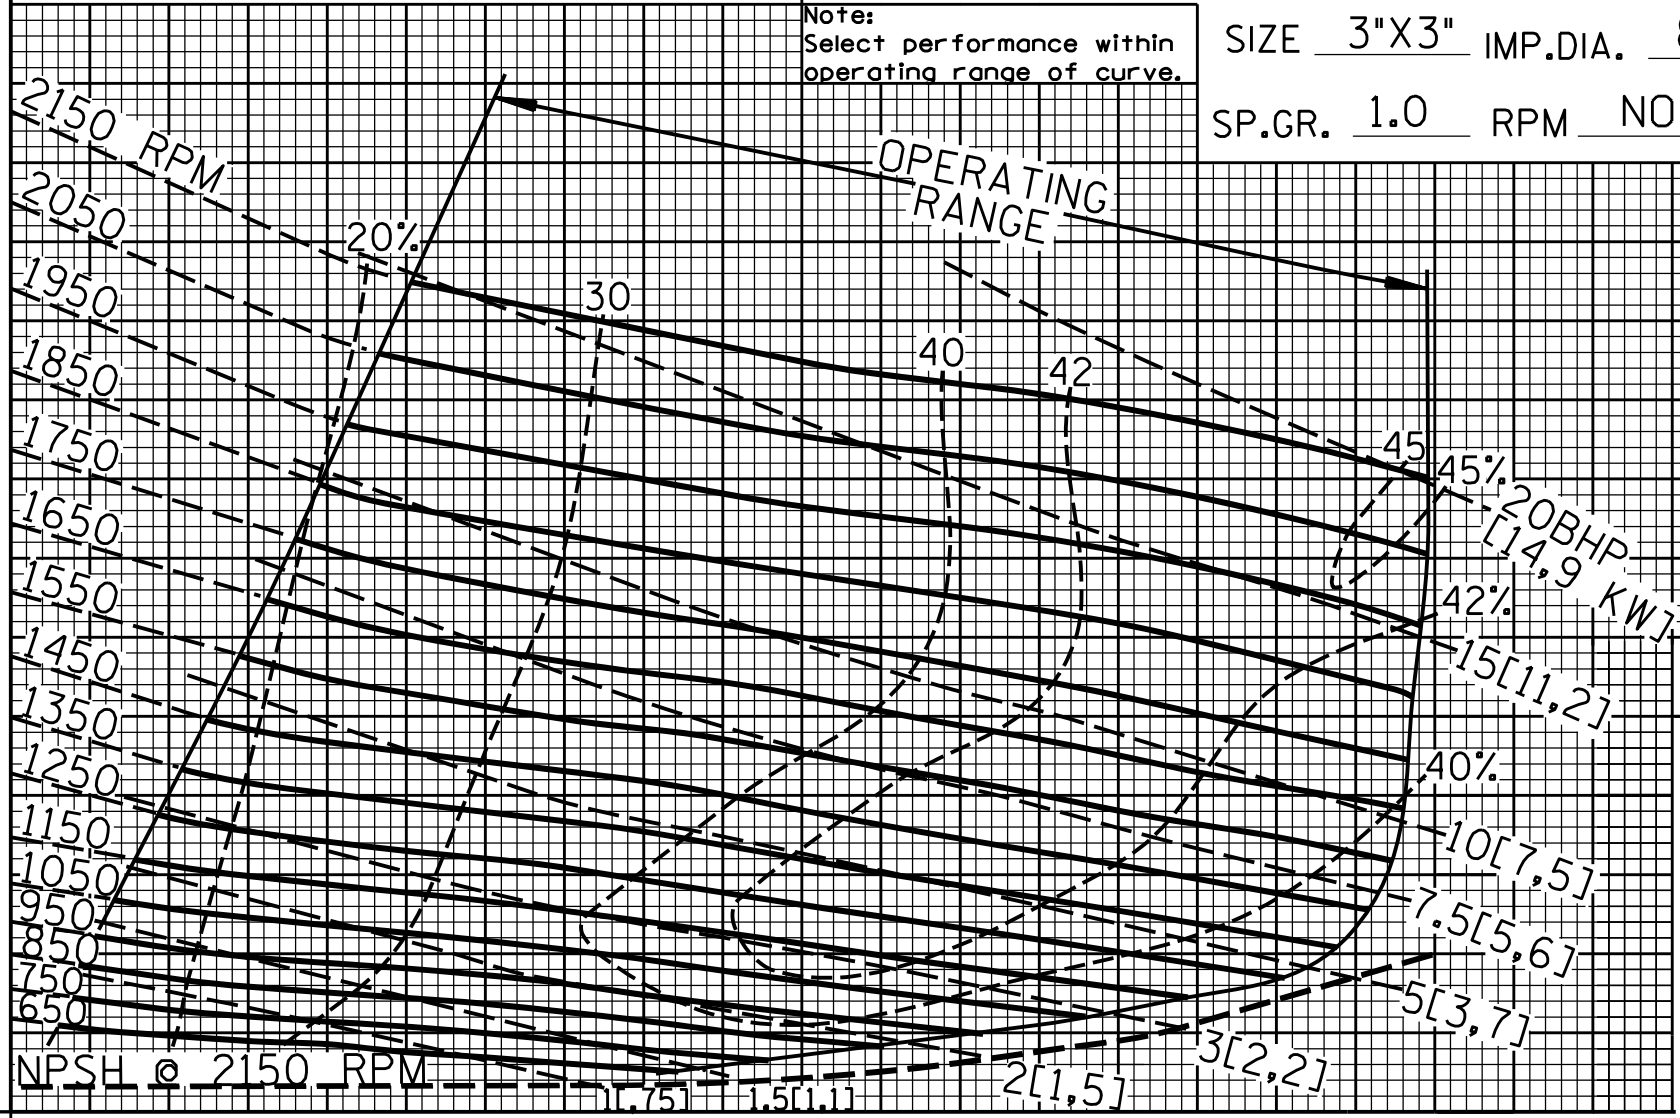 Note:
Select performance within
operating range of curve.
SIZE 3"X3" IMP.DIA.
SP.GR. 1.0 RPM NO
OPERATING
RANGE
2150 RPM
2050
1950
1850
1750
1650
1550
1450
1350
1250
1150
1050
950
850
750
650
20%
30
40
42
45
45%
42%
40%
20BHP
[14,9 KW]
15[11,2]
10[7,5]
7.5[5,6]
5[3,7]
3[2,2]
2[1,5]
1.5[1.1]
1[.75]
NPSH @ 2150 RPM